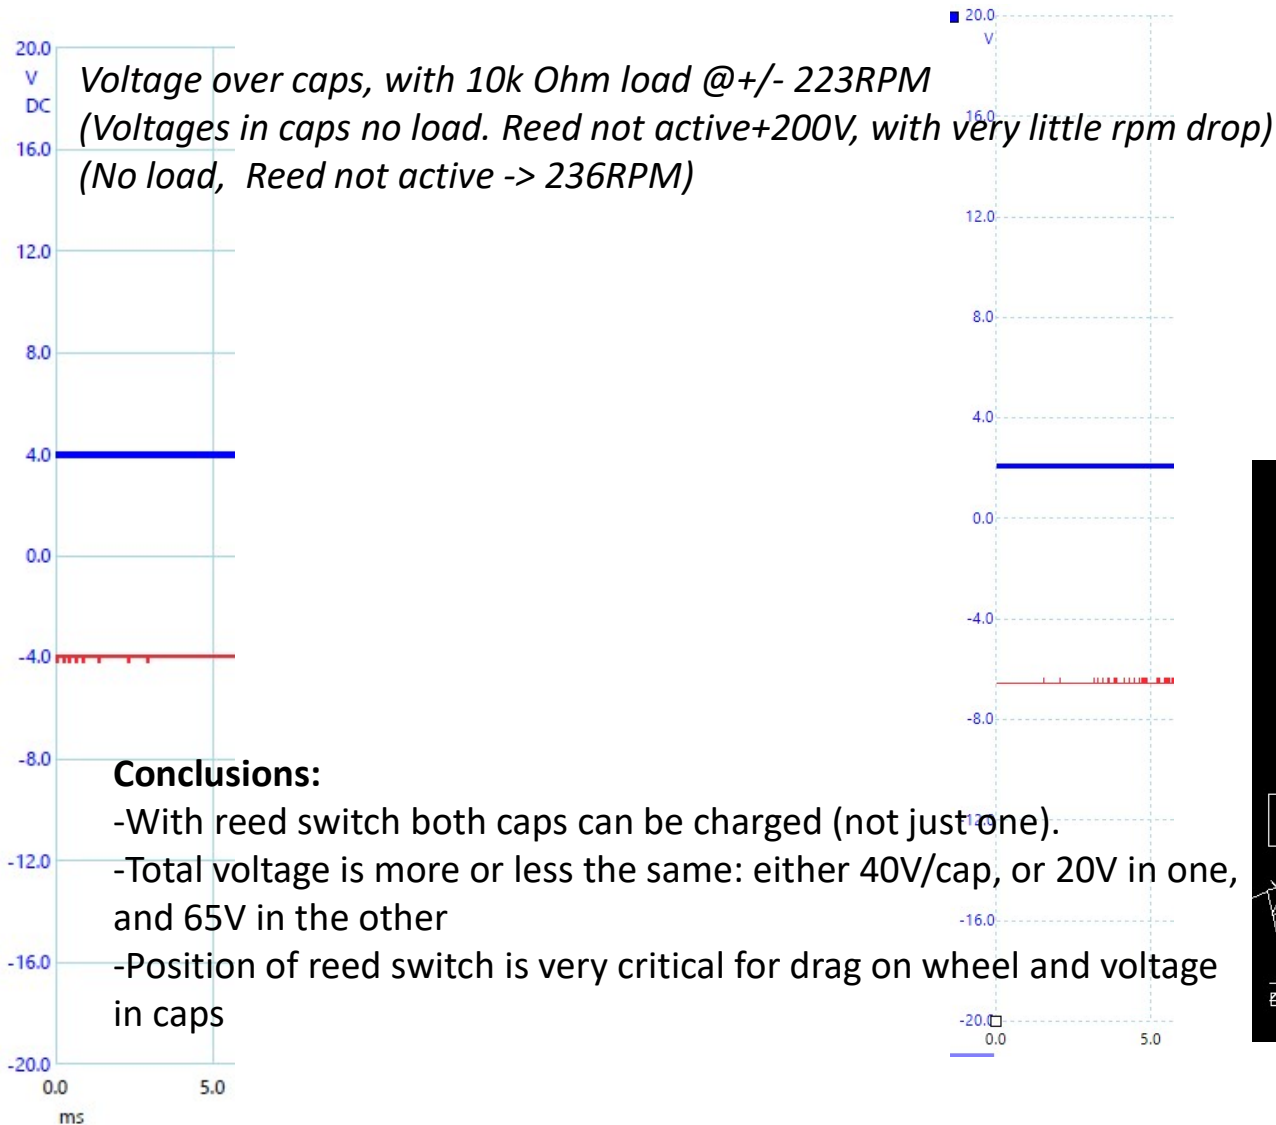 20.0
V
DC
16.0
12.0
8.0
4.0
0.0
-4.0
-8.0
-12.0
-16.0
-20.0
0.0
5.0
ms
Voltage over caps, with 10k Ohm load @+/- 223RPM
(Voltages in caps no load. Reed not active+200V, with very little rpm drop)
(No load,  Reed not active -> 236RPM)
20.0
V
16.0
12.0
8.0
4.0
0.0
-4.0
-8.0
-12.0
-16.0
-20.0
0.0
5.0
Conclusions:
-With reed switch both caps can be charged (not just one).
-Total voltage is more or less the same: either 40V/cap, or 20V in one,
and 65V in the other
-Position of reed switch is very critical for drag on wheel and voltage
in caps